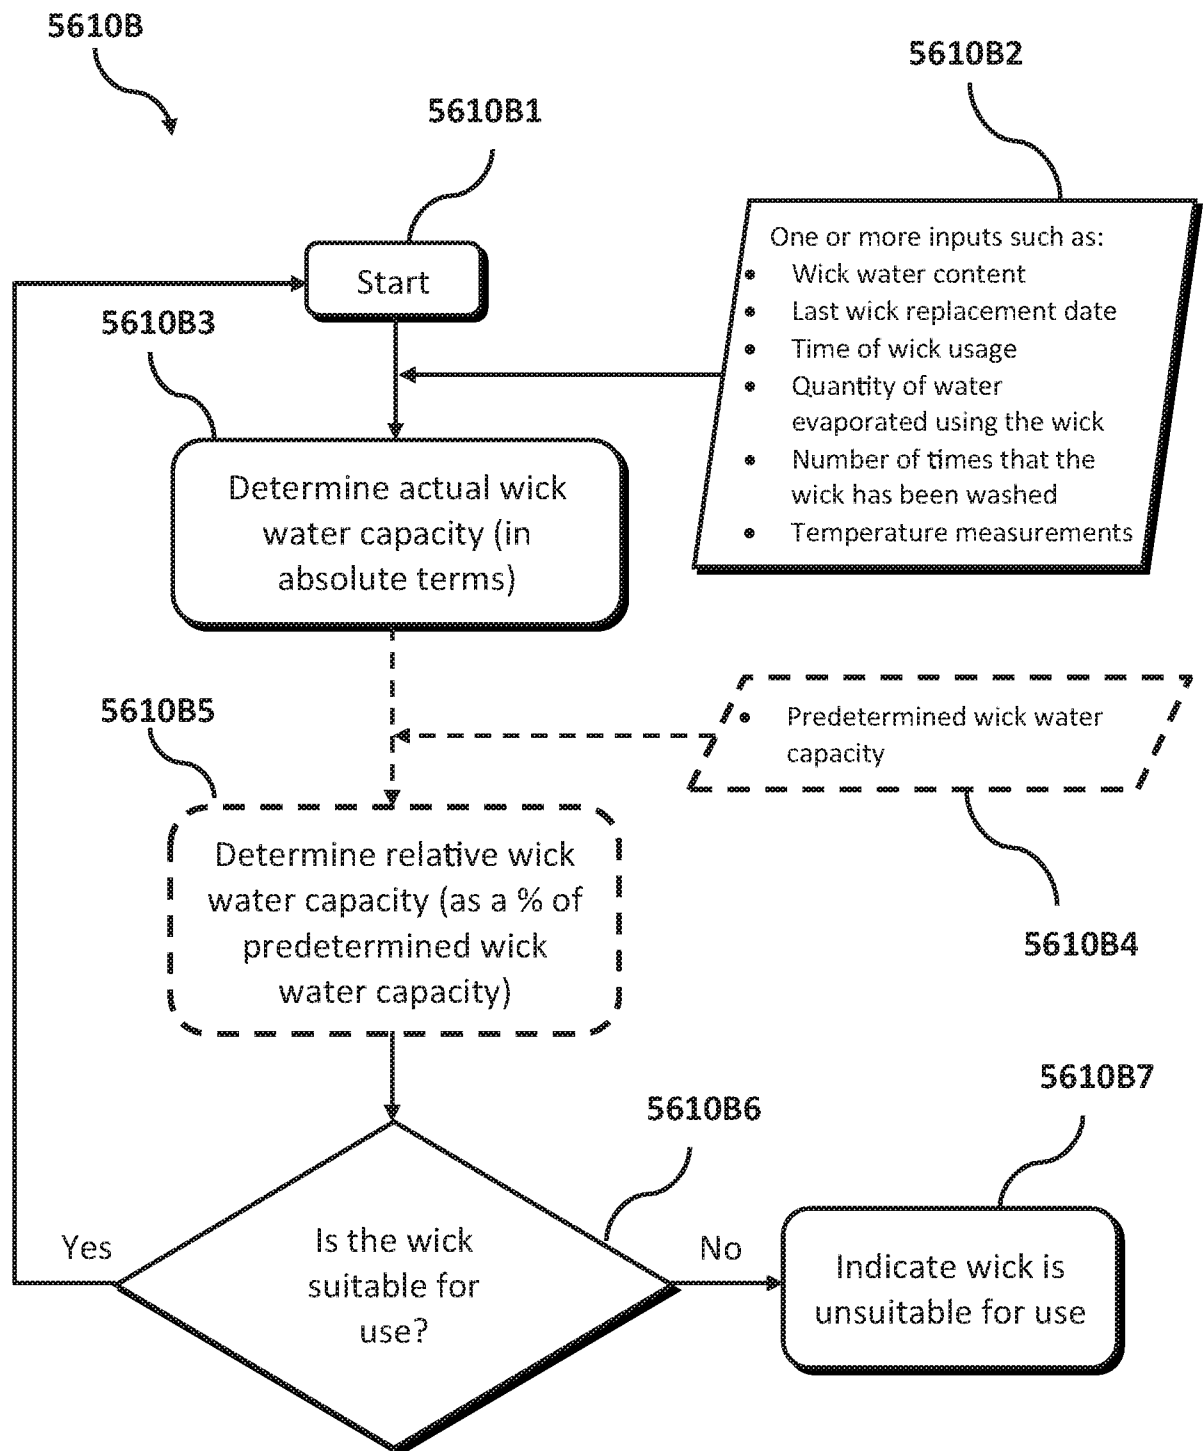 5610B
5610B2
5610B1
One or more inputs such as:
• Wick water content
• Last wick replacement date
• Time of wick usage
• Quantity of water
evaporated using the wick
• Number of times that the
wick has been washed
• Temperature measurements
Start
5610B3
Determine actual wick
water capacity (in
absolute terms)
5610B5
• Predetermined wick water
capacity
Determine relative wick
water capacity (as a % of
predetermined wick
water capacity)
5610B4
5610B7
5610B6
Yes
Is the wick
suitable for
use?
No
Indicate wick is
unsuitable for use